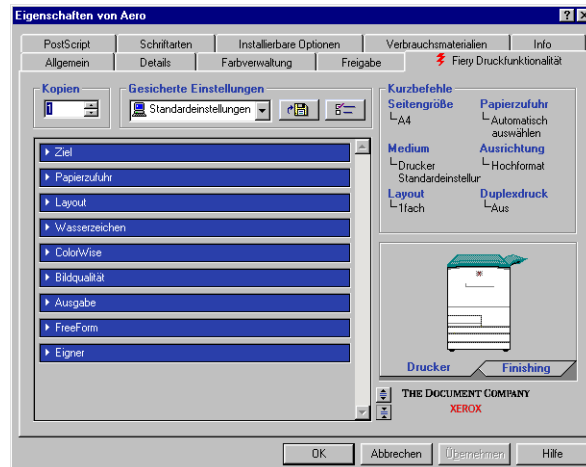 Eigenschaften von Aero
PostScript Schriftarten Installierbare Optionen Verbrauchsmaterialien Info
Allgemein Details Farbverwaltung Freigabe Fiery Druckfunktionalität
Kopien
1
Gesicherte Einstellungen
Standardeinstellungen
Ziel
Papierzufuhr
Layout
Wasserzeichen
ColorWise
Bildqualität
Ausgabe
FreeForm
Eigner
Kurzbefehle
Seitengröße Papierzufuhr
A4 Automatisch
auswählen
Medium Ausrichtung
Drucker Hochformat
Standardeinstellur
Layout Duplexdruck
1fach Aus
Drucker Finishing
THE DOCUMENT COMPANY
XEROX
OK Abbrechen Übernehmen Hilfe